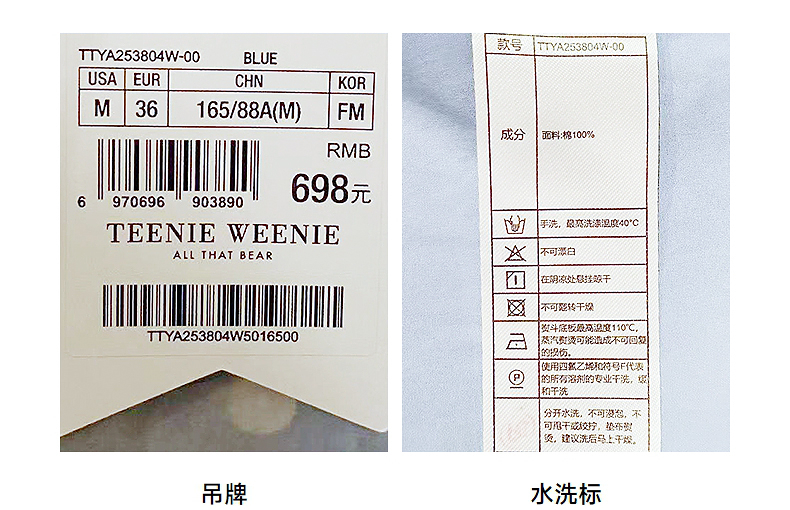 TTYA253804W-00 BLUE
USA EUR CHN KOR
M 36 165/88A(M) FM
RMB
698元
6 970696 903890
TEENIE WEENIE
ALL THAT BEAR
TTYA253804W5016500
吊牌
款号 TTYA253804W-00
成分 面料:棉100%
手洗，最高洗涤温度40°C
不可漂白
在阴凉处悬挂晾干
不可翻转干燥
熨斗底板最高温度110℃，
蒸汽熨烫可能造成不可回复
的损伤。
P
使用四氯乙烯和符号F代表
的所有溶剂的专业干洗，缓
和干洗
分开水洗，不可浸泡，不
可甩干或绞拧，垫布熨
烫，建议洗后马上干燥。
水洗标